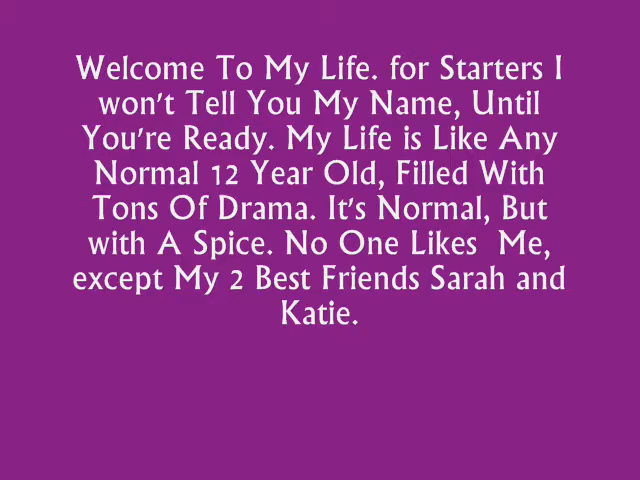 Welcome To My Life. for Starters I
won't Tell You My Name, Until
You're Ready. My Life is Like Any
Normal 12 Year Old, Filled With
Tons Of Drama. It's Normal, But
with A Spice. No One Likes  Me,
except My 2 Best Friends Sarah and
Katie.